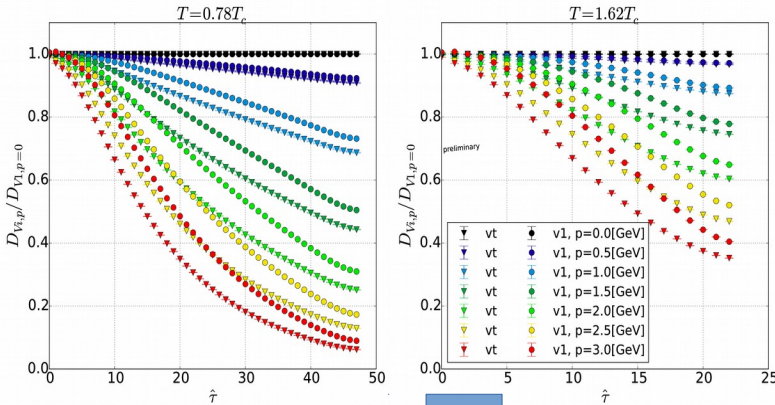 T=0.78T_c
D_{Vi,p}/D_{V1,p=0}
1.0
0.8
0.6
0.4
0.2
0.0
0 10 20 30 40 50
τ̂
T=1.62T_c
D_{Vi,p}/D_{V1,p=0}
1.0
0.8
preliminary
0.6
0.4
0.2
0.0
vt v1, p=0.0[GeV]
vt v1, p=0.5[GeV]
vt v1, p=1.0[GeV]
vt v1, p=1.5[GeV]
vt v1, p=2.0[GeV]
vt v1, p=2.5[GeV]
vt v1, p=3.0[GeV]
0 5 10 15 20 25
τ̂